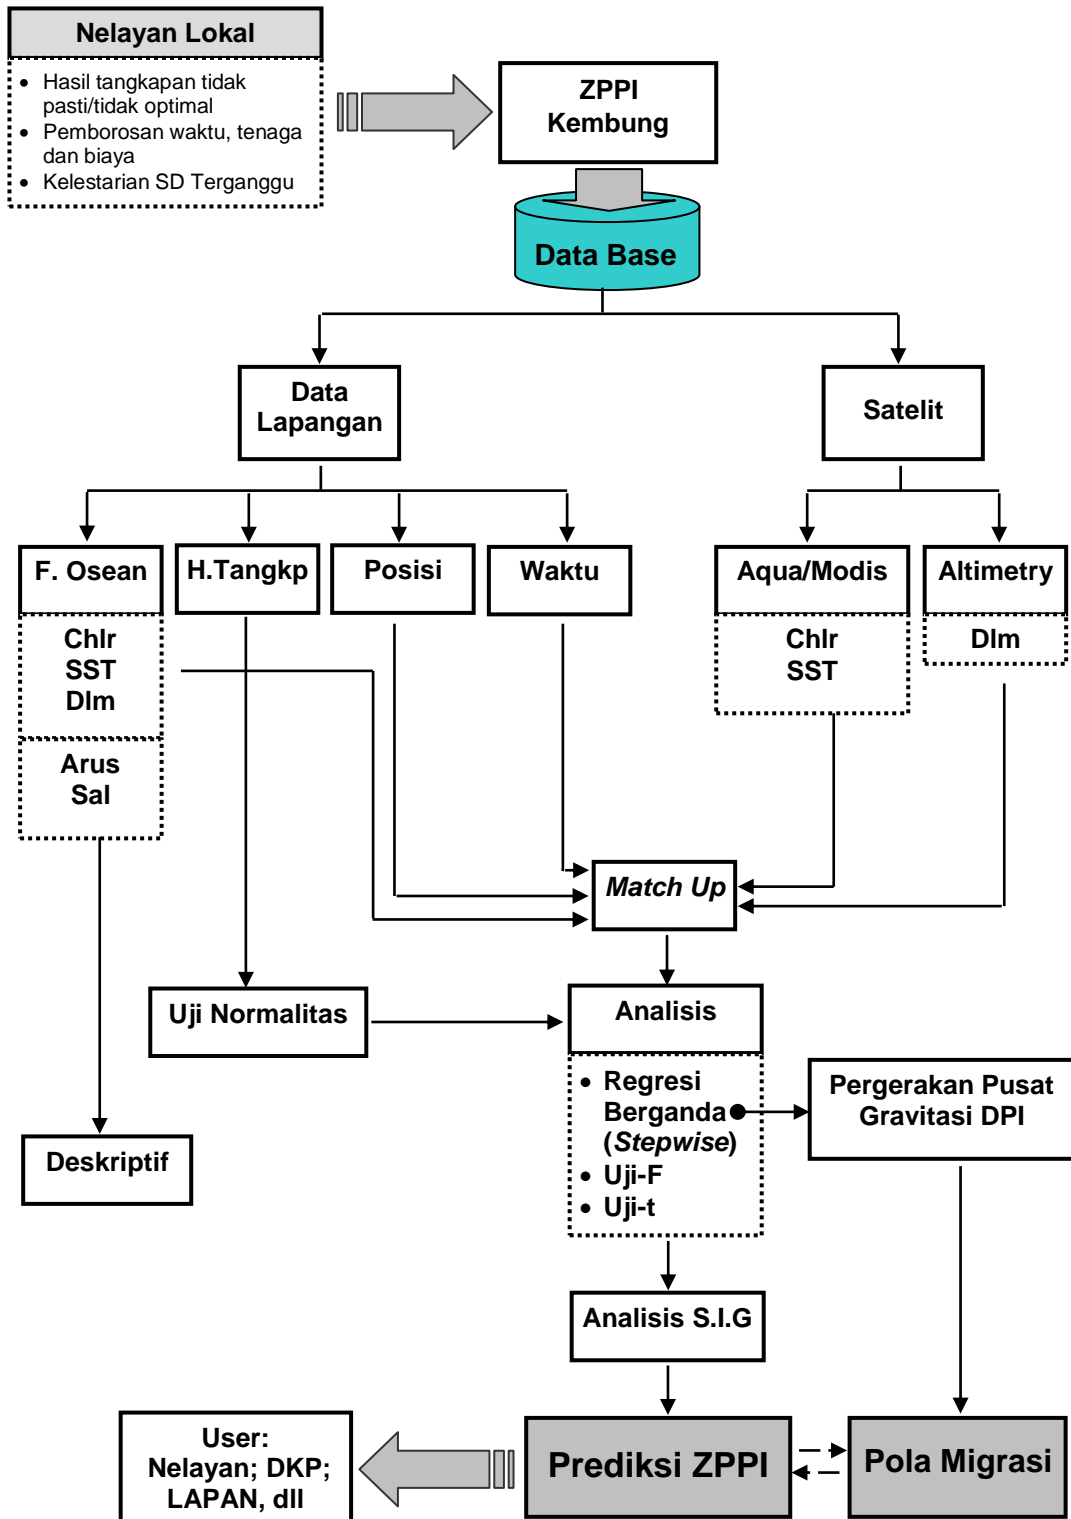 Nelayan Lokal
• Hasil tangkapan tidak
pasti/tidak optimal
• Pemborosan waktu, tenaga
dan biaya
• Kelestarian SD Terganggu
ZPPI
Kembung
Data Base
Data
Lapangan
Satelit
F. Osean
H.Tangkp
Posisi
Waktu
Aqua/Modis
Altimetry
Chlr
SST
Dlm
Arus
Sal
Chlr
SST
Dlm
Match Up
Uji Normalitas
Analisis
• Regresi
Berganda
(Stepwise)
• Uji-F
• Uji-t
Pergerakan Pusat
Gravitasi DPI
Deskriptif
Analisis S.I.G
User:
Nelayan; DKP;
LAPAN, dll
Prediksi ZPPI
Pola Migrasi